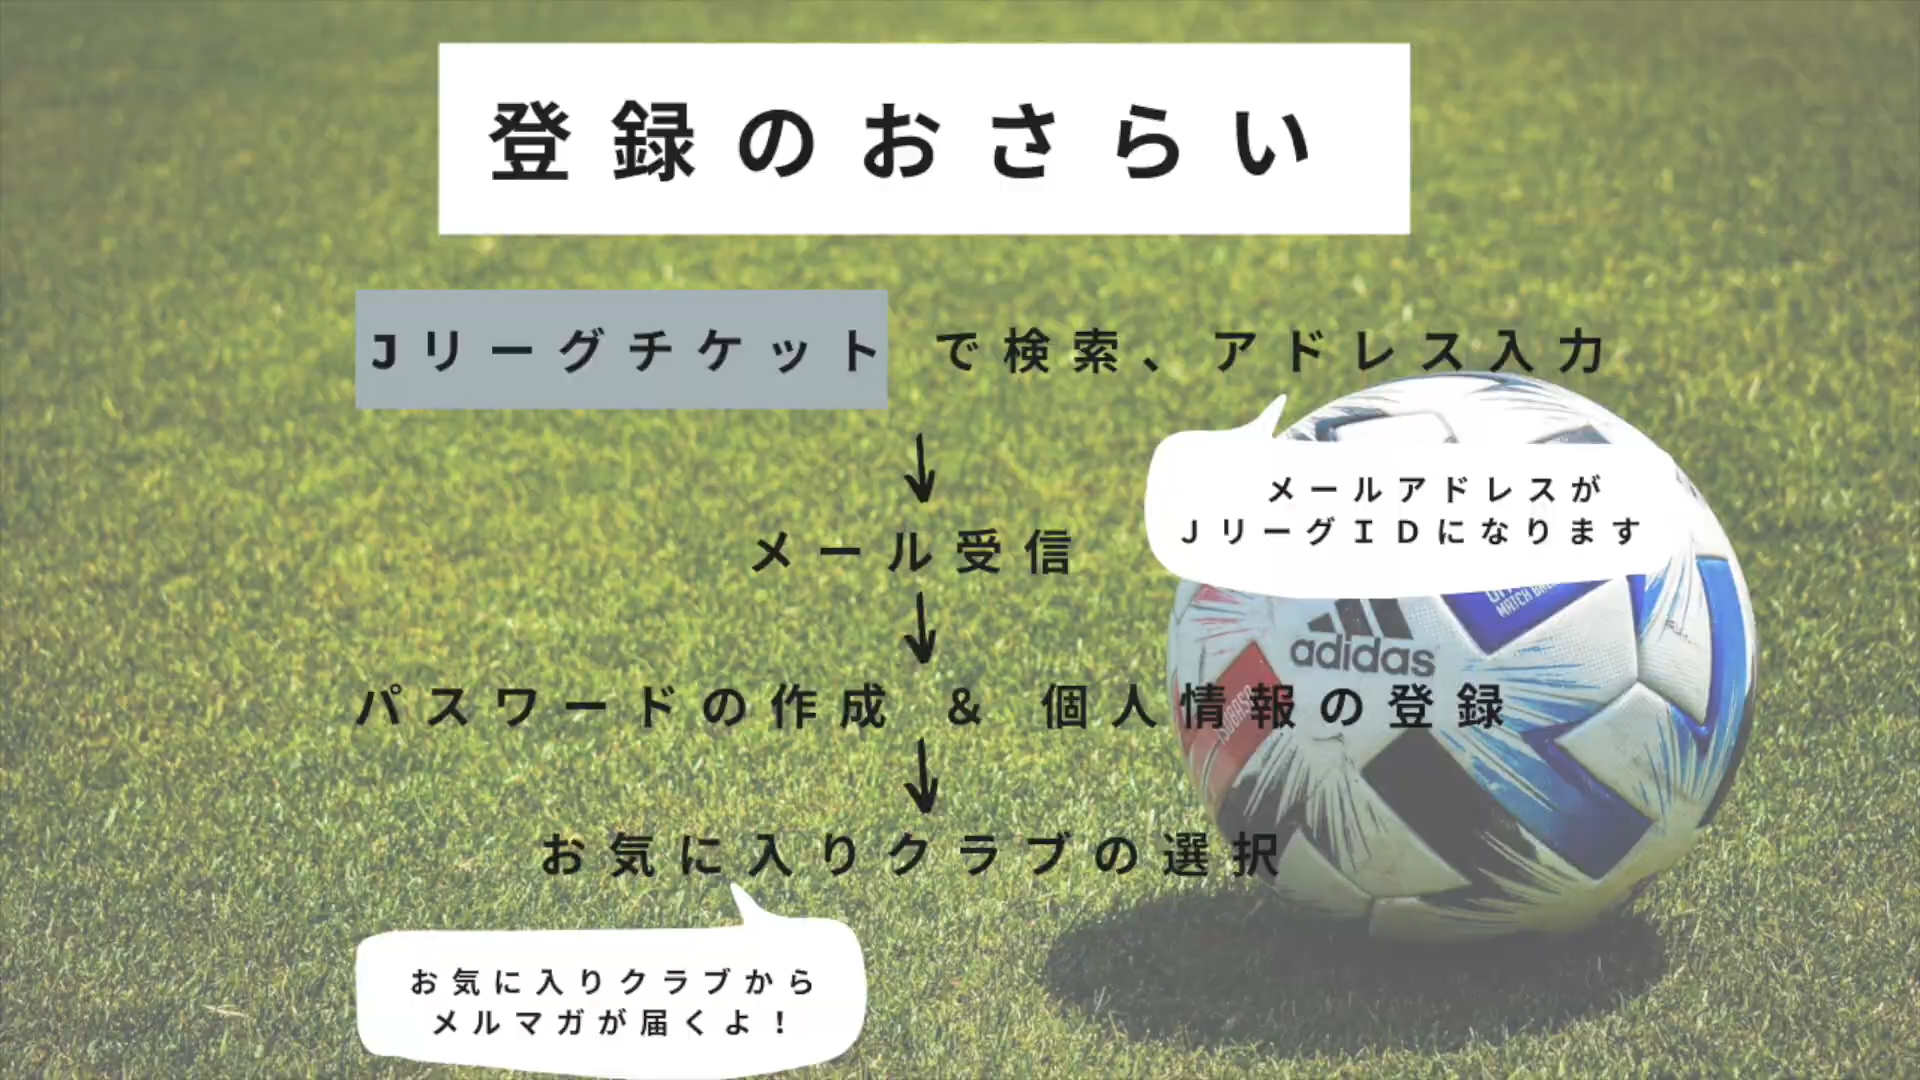 登録のおさらい
Jリーグチケット で検索、アドレス入力
↓
メールアドレスが
JリーグIDになります
メール受信
↓
adidas
パスワードの作成 & 個人情報の登録
↓
お気に入りクラブの選択
お気に入りクラブから
メルマガが届くよ！